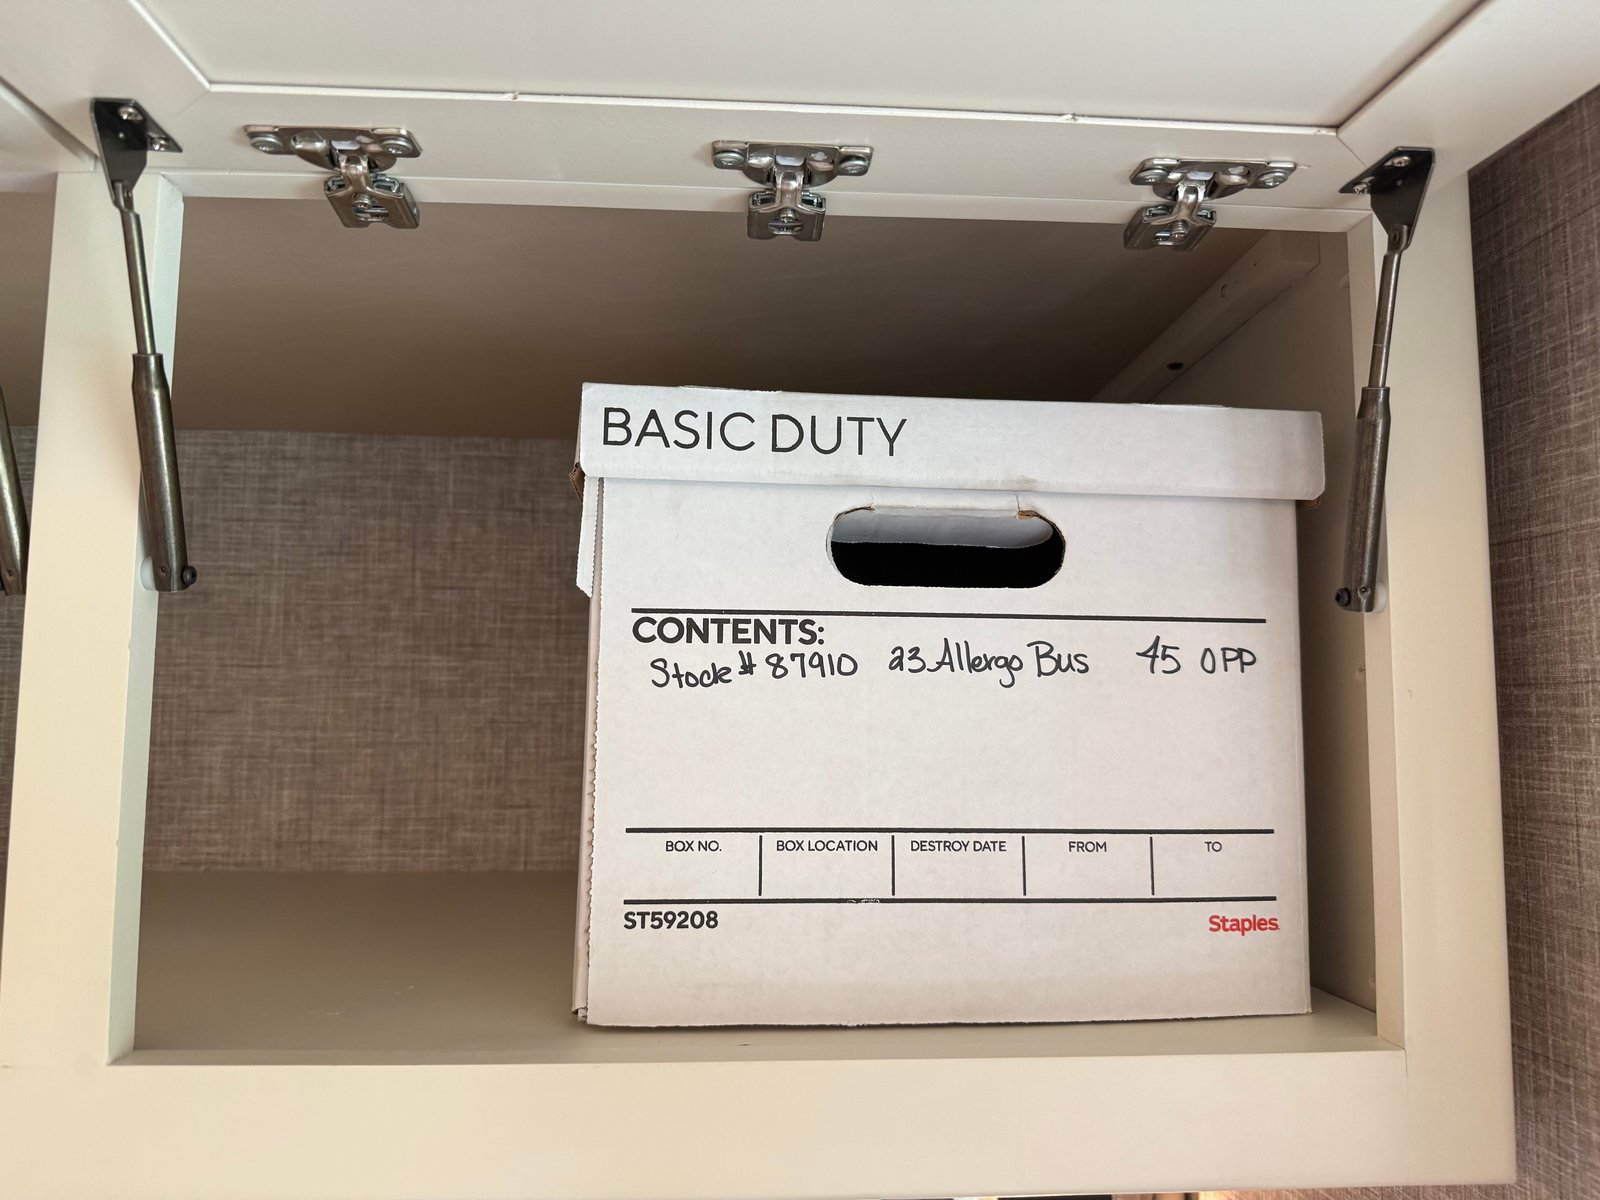 BASIC DUTY
CONTENTS:
Stock # 87910 23 Allergo Bus 45 OPP
BOX NO. BOX LOCATION DESTROY DATE FROM TO
ST59208 Staples